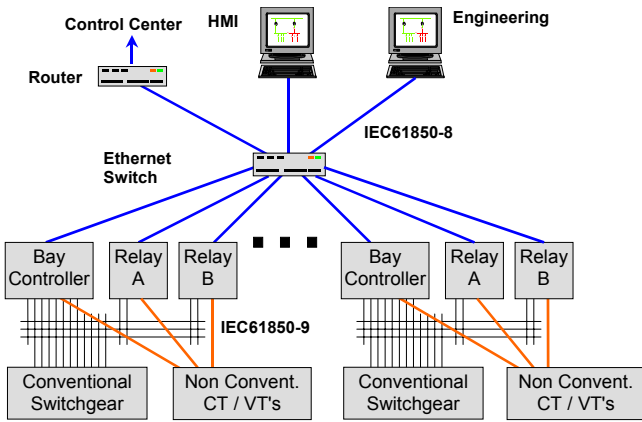 Control Center
HMI
Engineering
Router
IEC61850-8
Ethernet
Switch
Bay
Controller
Relay
A
Relay
B
Bay
Controller
Relay
A
Relay
B
IEC61850-9
Conventional
Switchgear
Non Convent.
CT / VT's
Conventional
Switchgear
Non Convent.
CT / VT's